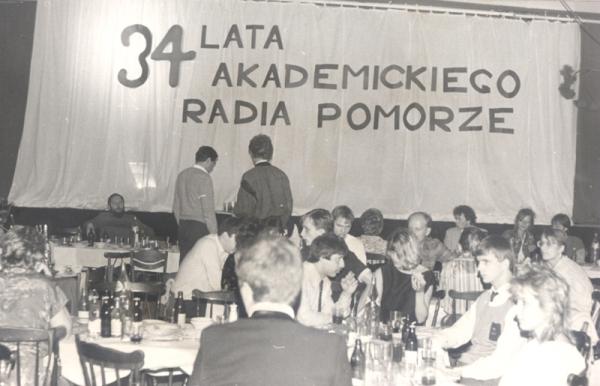 34 LATA
AKADEMICKIEGO
RADIA POMORZE